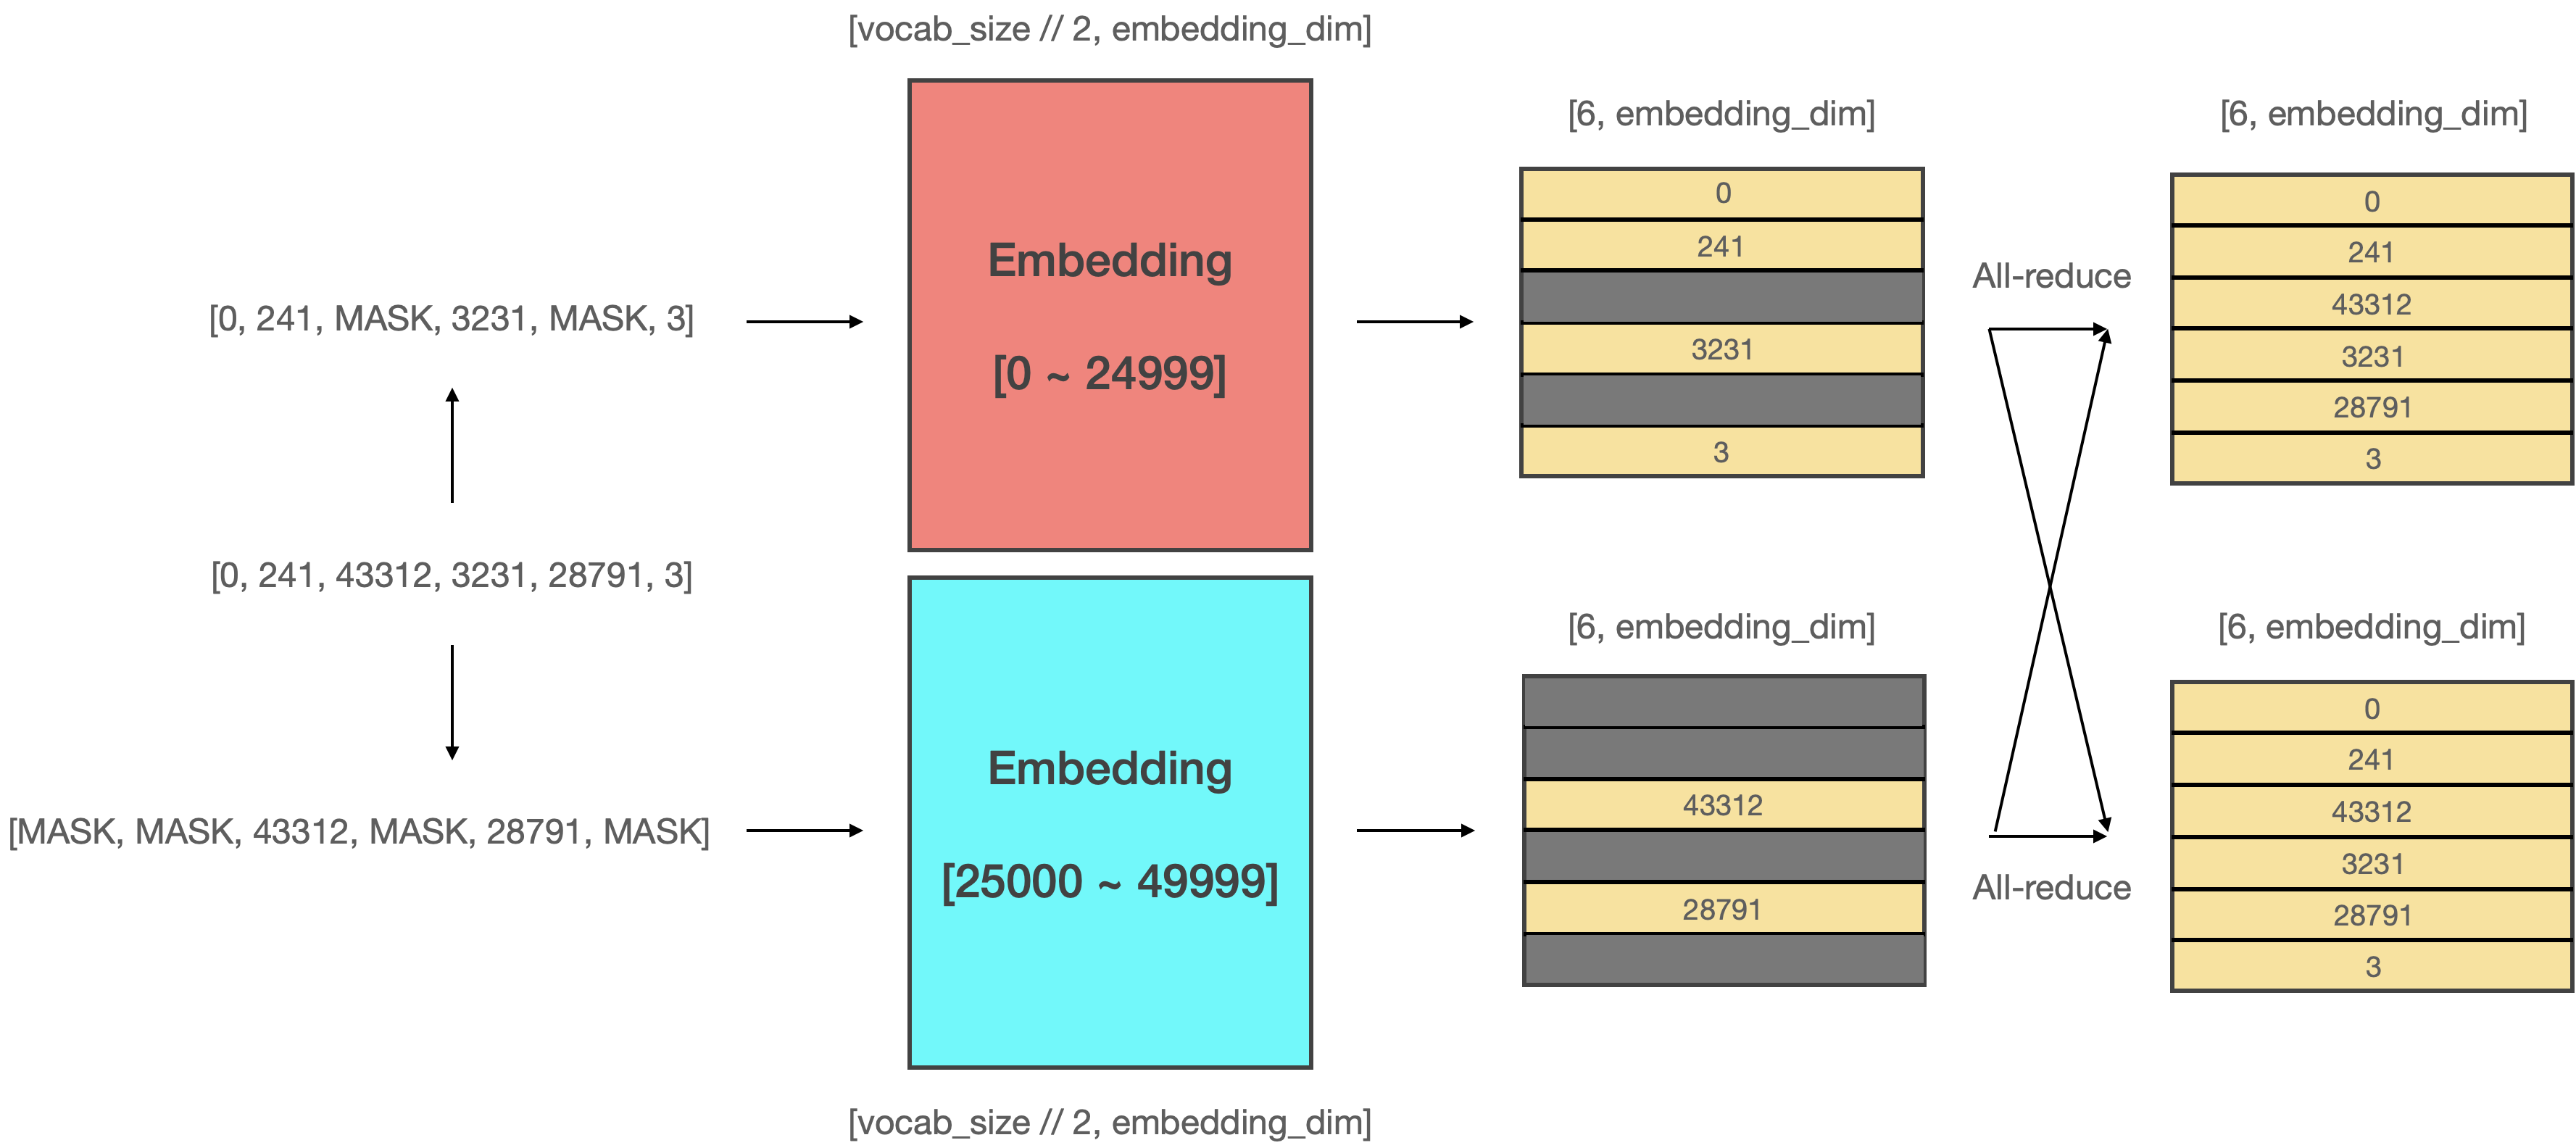 [vocab_size // 2, embedding_dim]
[0, 241, MASK, 3231, MASK, 3]
[0, 241, 43312, 3231, 28791, 3]
[MASK, MASK, 43312, MASK, 28791, MASK]
Embedding
[0 ~ 24999]
Embedding
[25000 ~ 49999]
[vocab_size // 2, embedding_dim]
[6, embedding_dim]
0
241
3231
3
[6, embedding_dim]
43312
28791
All-reduce
All-reduce
[6, embedding_dim]
0
241
43312
3231
28791
3
[6, embedding_dim]
0
241
43312
3231
28791
3